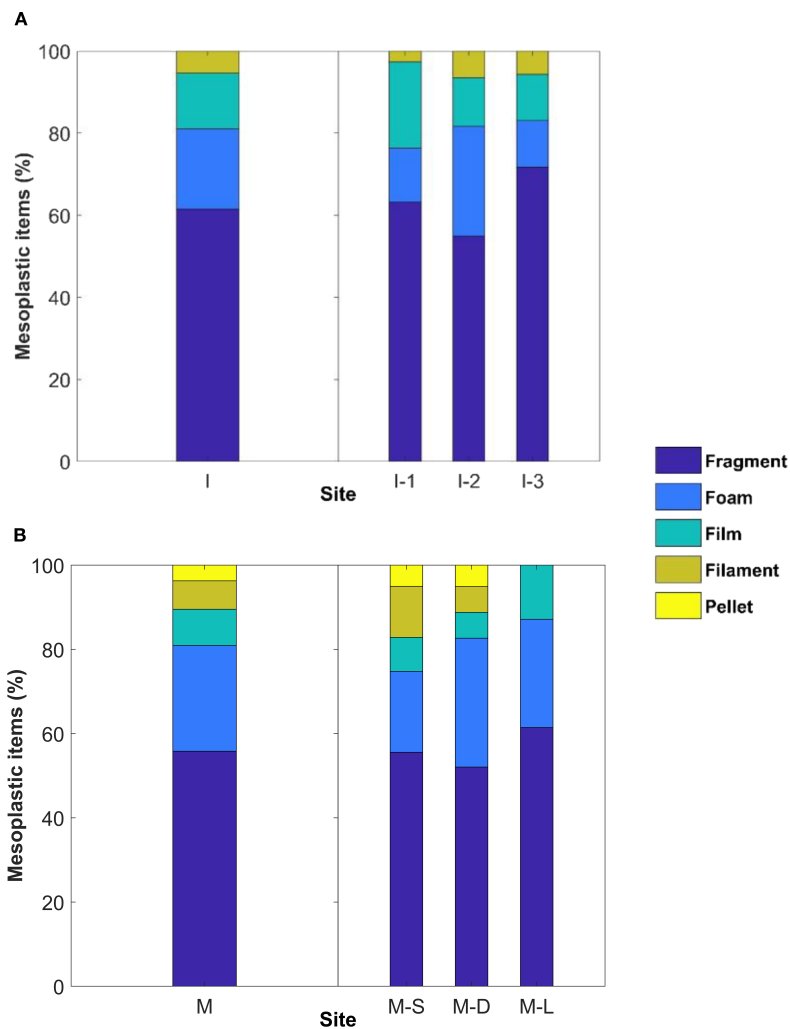 A
Mesoplastic items (%)
100
80
60
40
20
0
I
I-1
I-2
I-3
Site
Fragment
Foam
Film
Filament
Pellet
B
Mesoplastic items (%)
100
80
60
40
20
0
M
M-S
M-D
M-L
Site